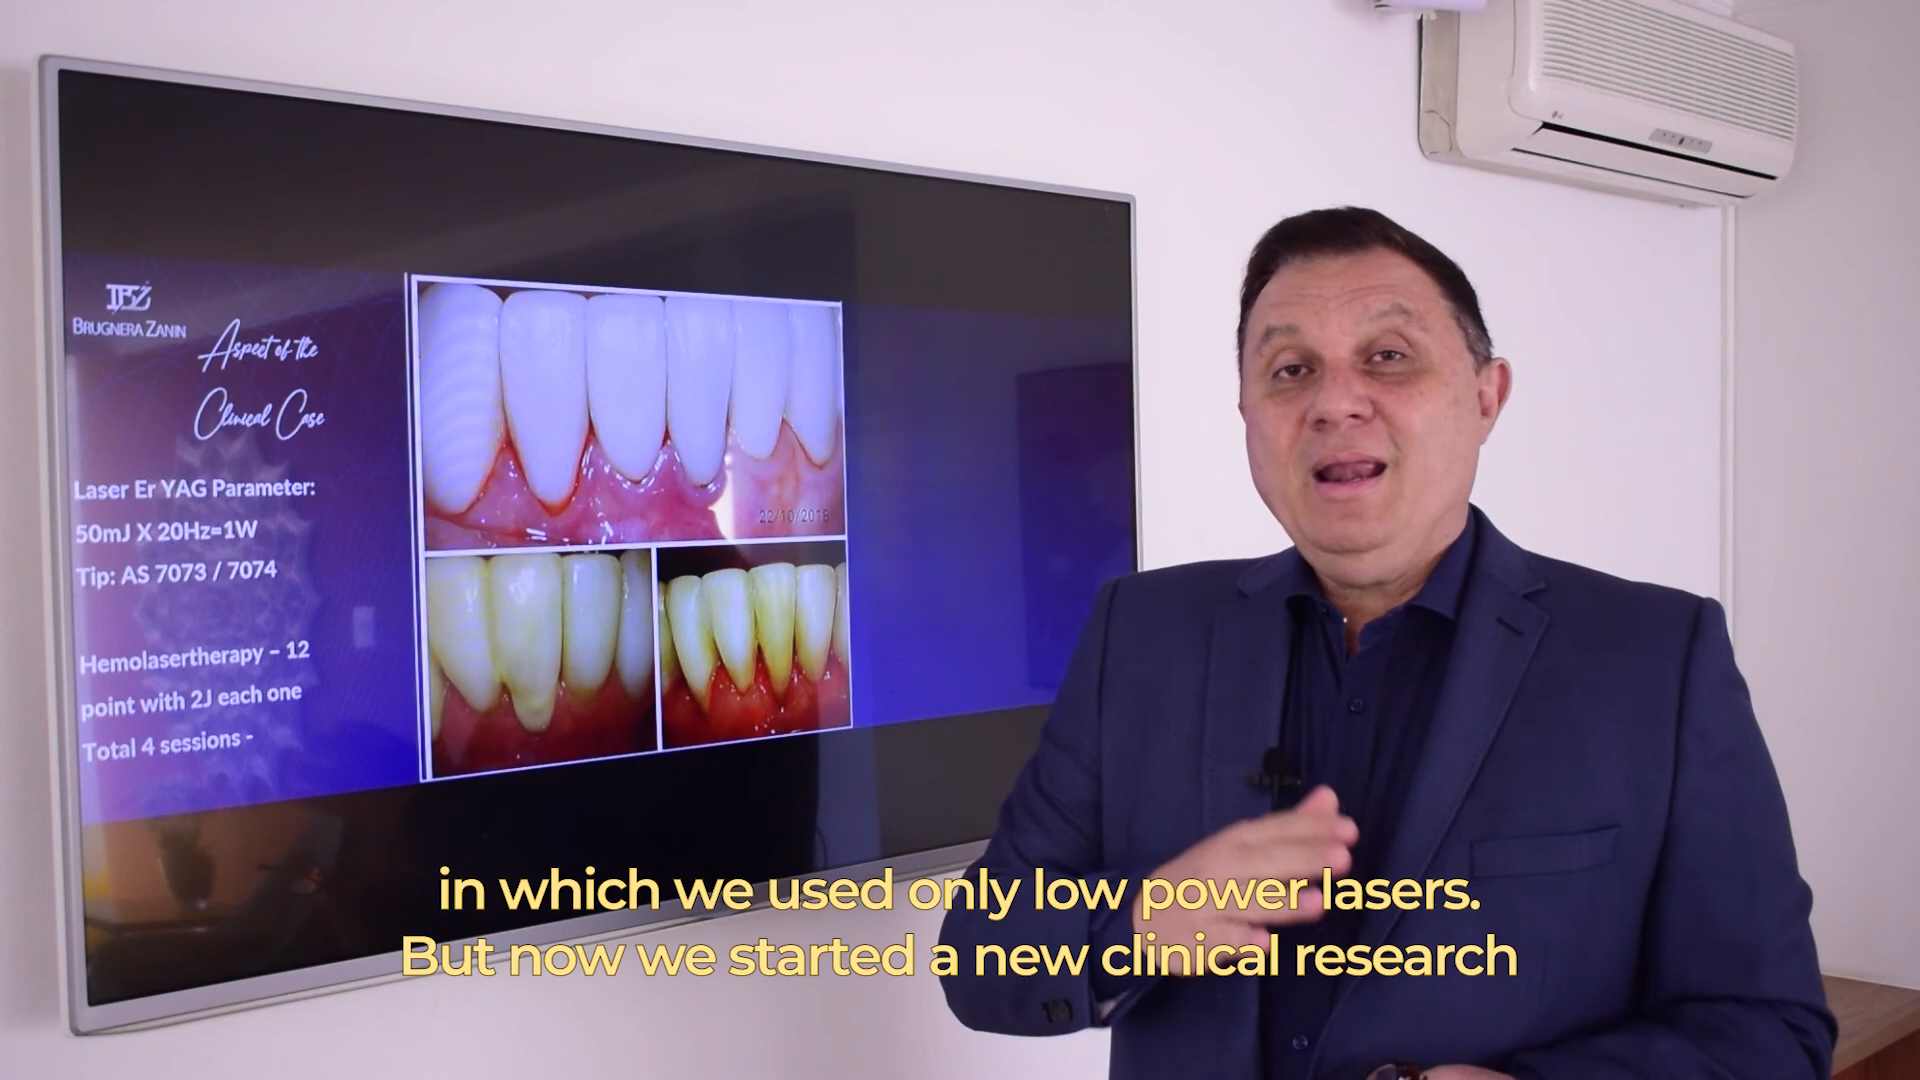 BRUGNERA ZANIN
Aspect of the
Clinical Case
Laser Er YAG Parameter:
50mJ X 20Hz=1W
Tip: AS 7073 / 7074
Hemolasertherapy – 12
point with 2J each one
Total 4 sessions -
22/10/2018
in which we used only low power lasers.
But now we started a new clinical research